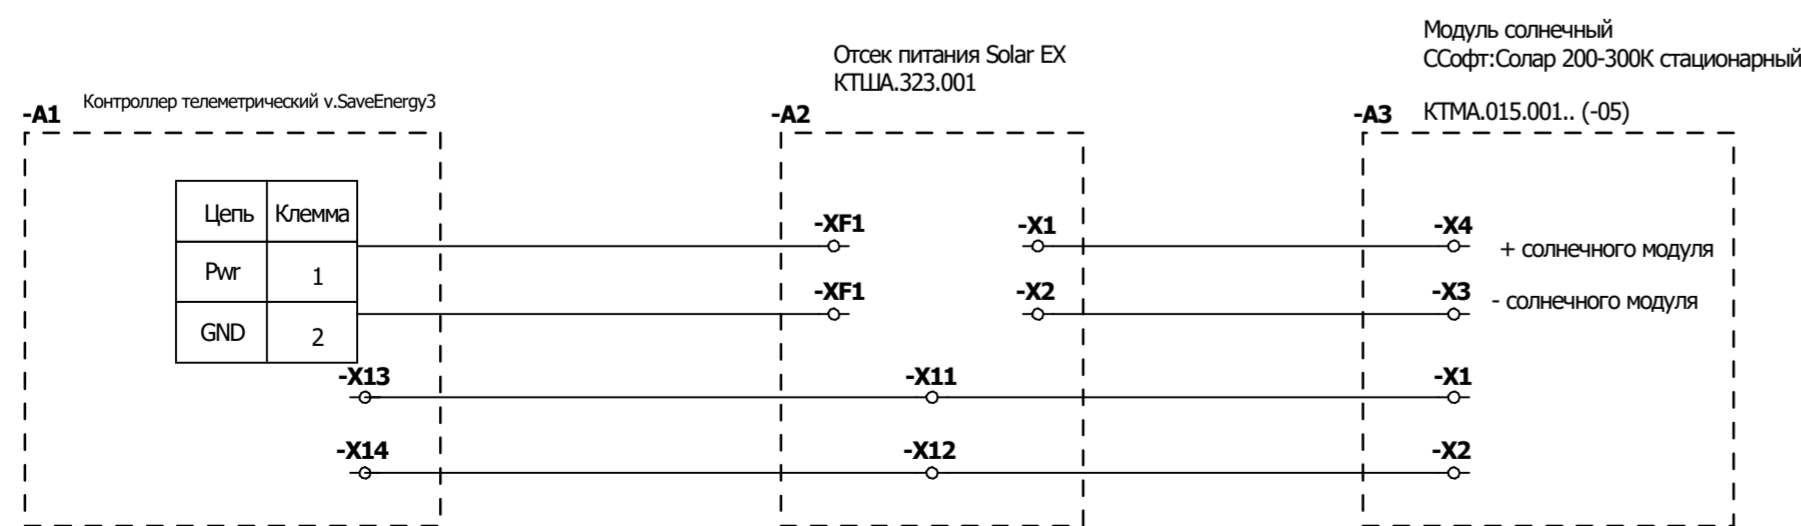 Модуль солнечный
ССофт:Солар 200-300К стационарный
КТМА.015.001.. (-05)
Отсек питания Solar EX
КТША.323.001
Контроллер телеметрический v.SaveEnergy3
-A1
-A2
-A3
Цепь Клемма
Pwr 1
GND 2
-XF1
-X1
-X4
+ солнечного модуля
-XF1
-X2
-X3
- солнечного модуля
-X13
-X11
-X1
-X14
-X12
-X2